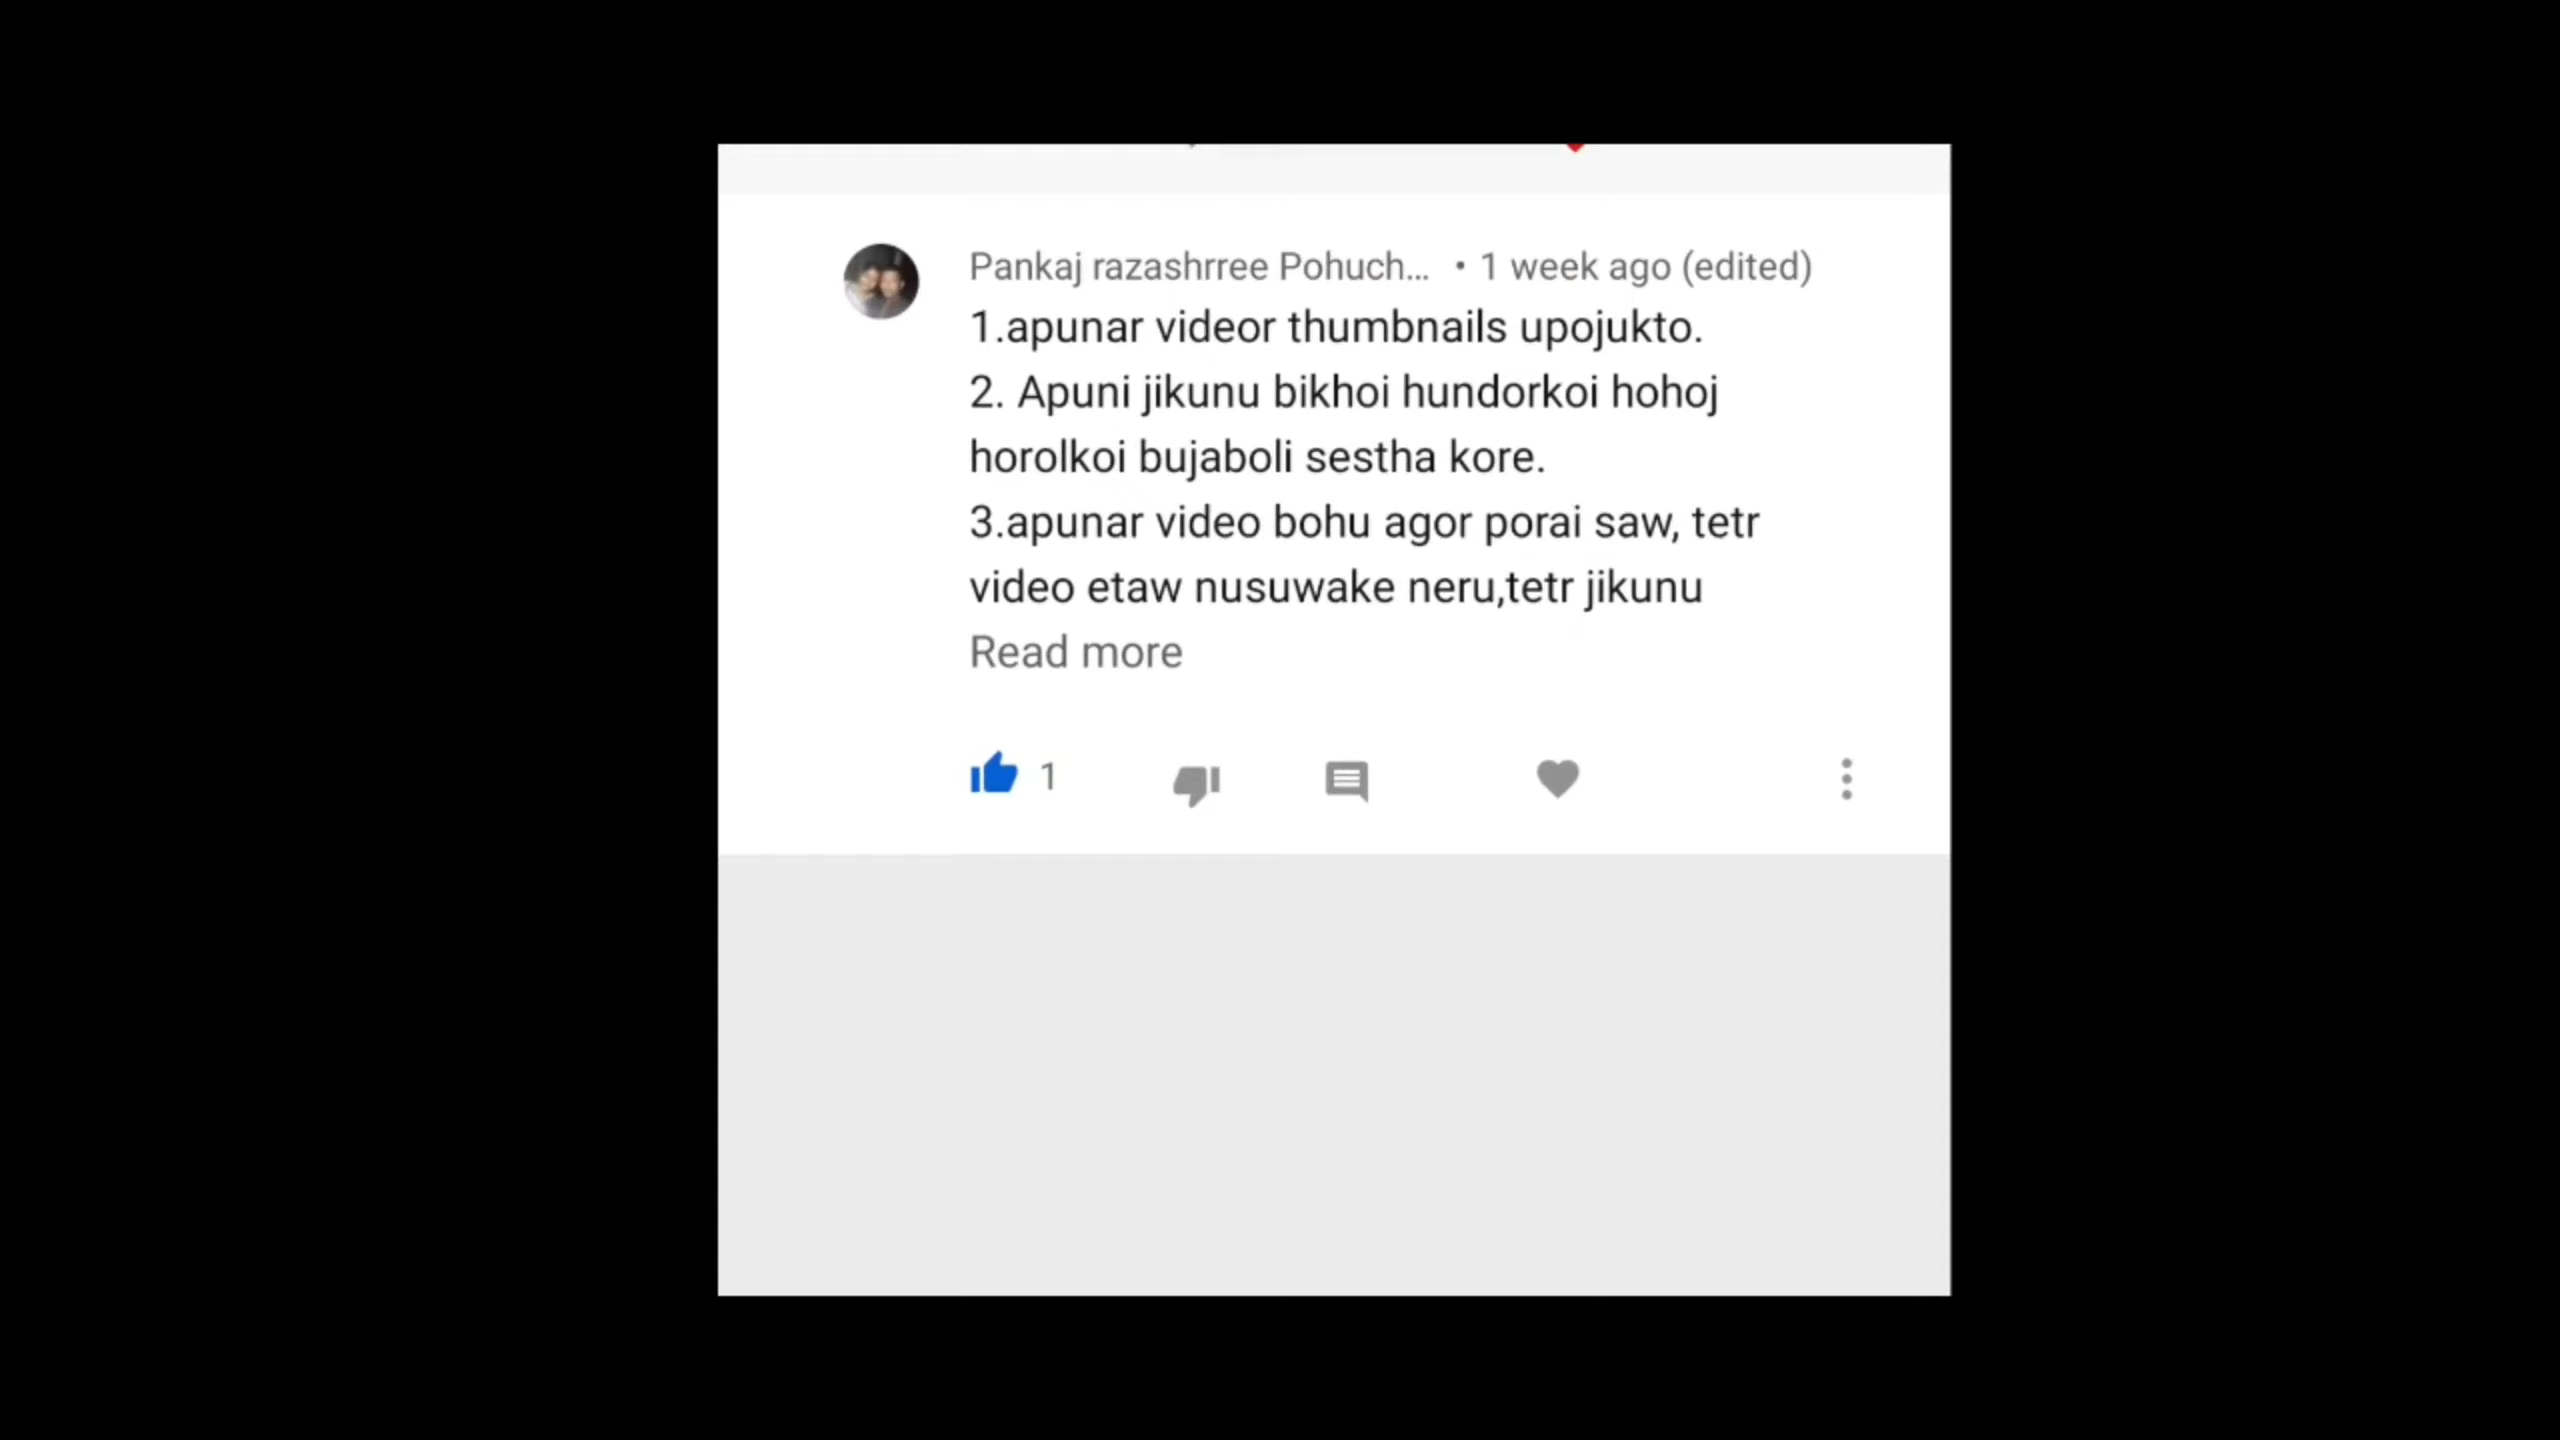 Pankaj razashrree Pohuch... • 1 week ago (edited)
1.apunar videor thumbnails upojukto.
2. Apuni jikunu bikhoi hundorkoi hohoj
horolkoi bujaboli sestha kore.
3.apunar video bohu agor porai saw, tetr
video etaw nusuwake neru,tetr jikunu
Read more
1